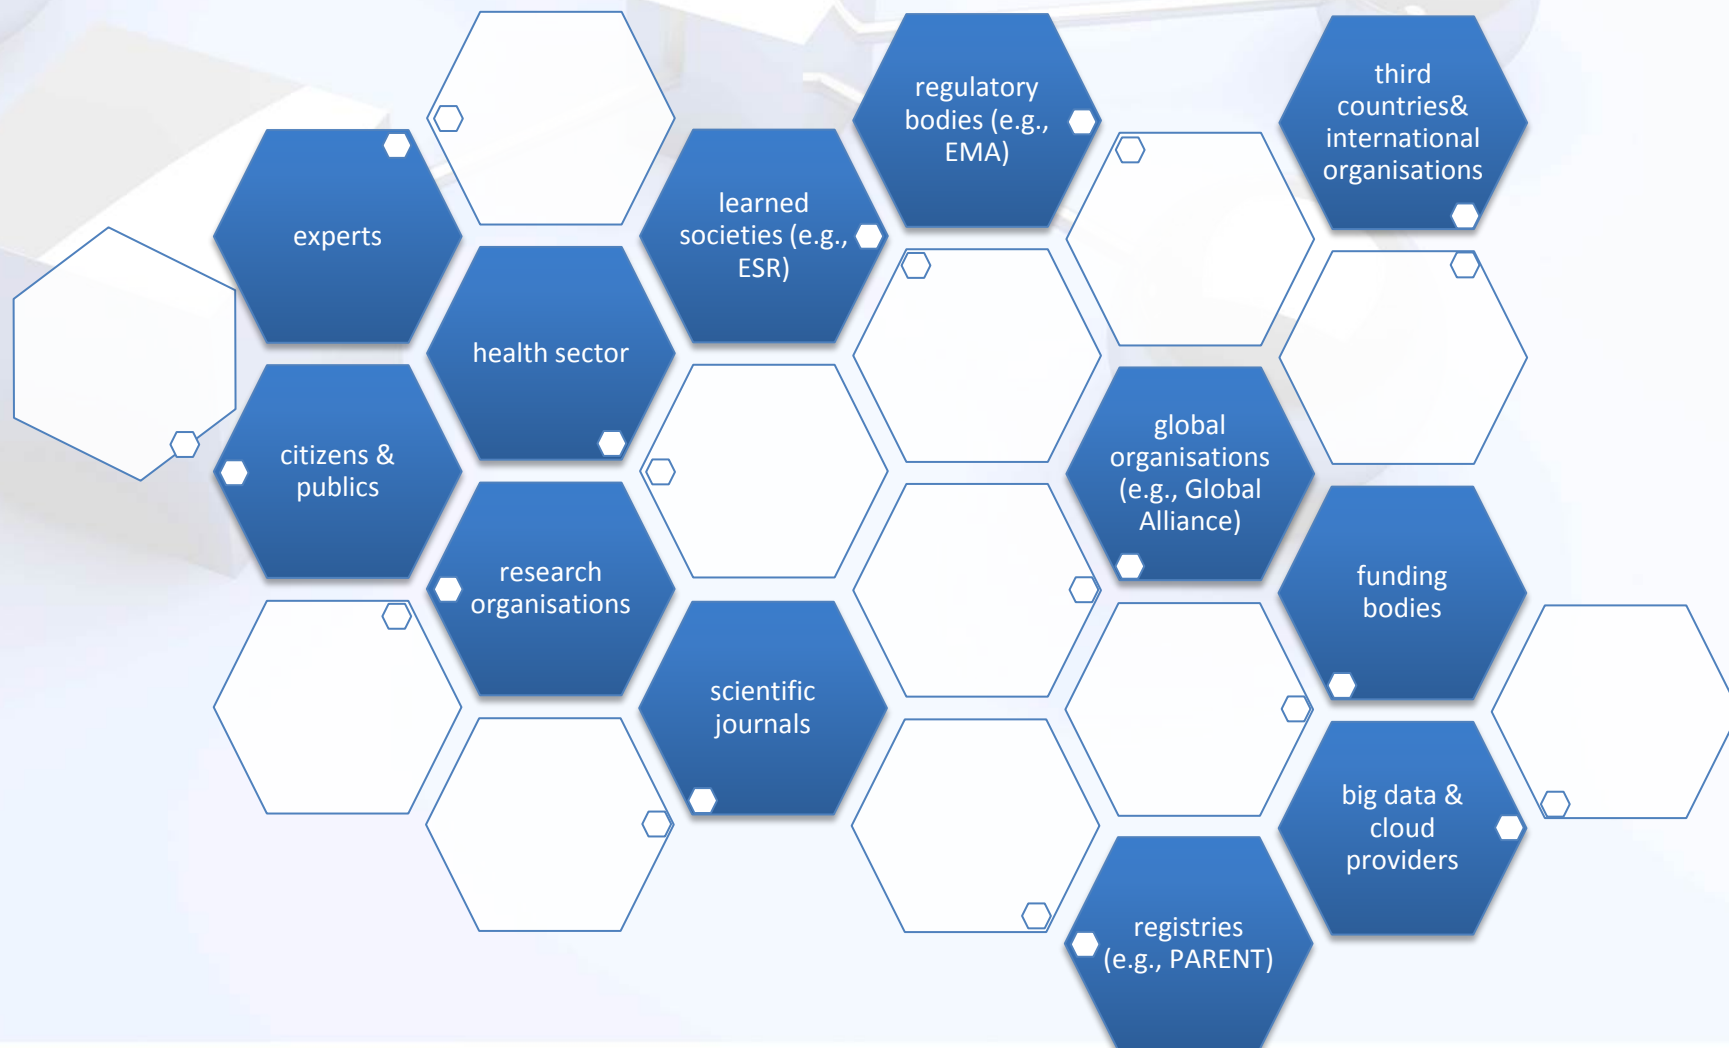 regulatory
bodies (e.g.,
EMA)
third
countries&
international
organisations
learned
societies (e.g.,
ESR)
experts
health sector
citizens &
publics
global
organisations
(e.g., Global
Alliance)
research
organisations
funding
bodies
scientific
journals
big data &
cloud
providers
registries
(e.g., PARENT)